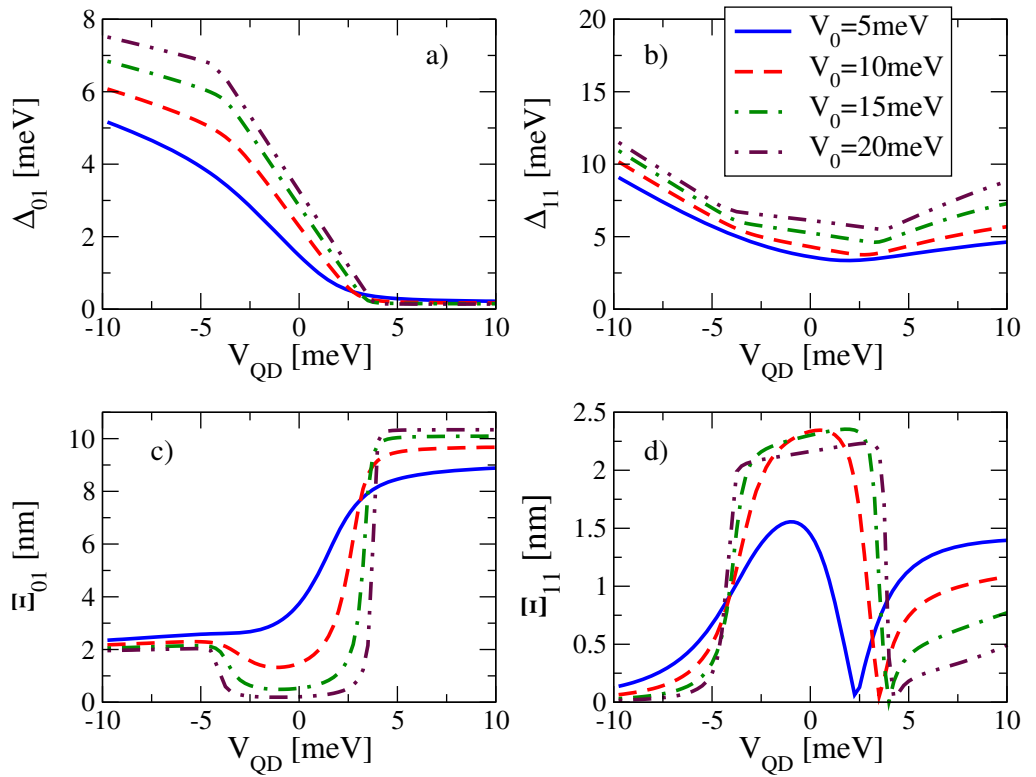 8
6
4
2
0
Δ01 [meV]
a)
-10 -5 0 5 10
VQD [meV]
20
15
10
5
0
Δ11 [meV]
b)
V0=5meV
V0=10meV
V0=15meV
V0=20meV
-10 -5 0 5 10
VQD [meV]
10
8
6
4
2
0
Ξ01 [nm]
c)
-10 -5 0 5 10
VQD [meV]
2.5
2
1.5
1
0.5
0
Ξ11 [nm]
d)
-10 -5 0 5 10
VQD [meV]